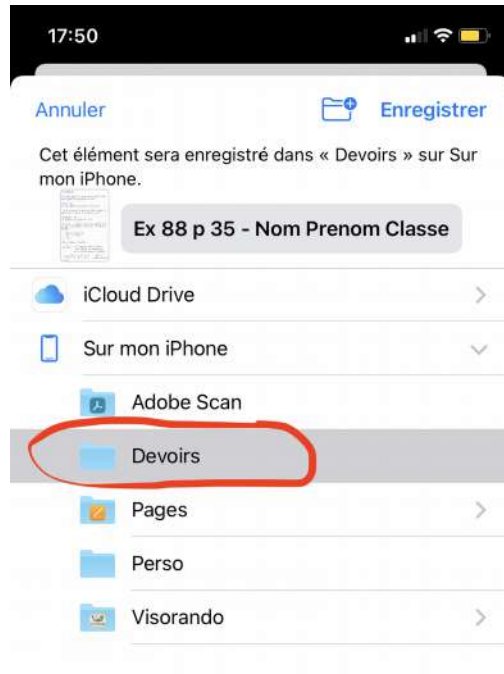 17:50
Annuler
Enregistrer
Cet élément sera enregistré dans « Devoirs » sur Sur
mon iPhone.
Ex 88 p 35 - Nom Prenom Classe
iCloud Drive
Sur mon iPhone
Adobe Scan
Devoirs
Pages
Perso
Visorando